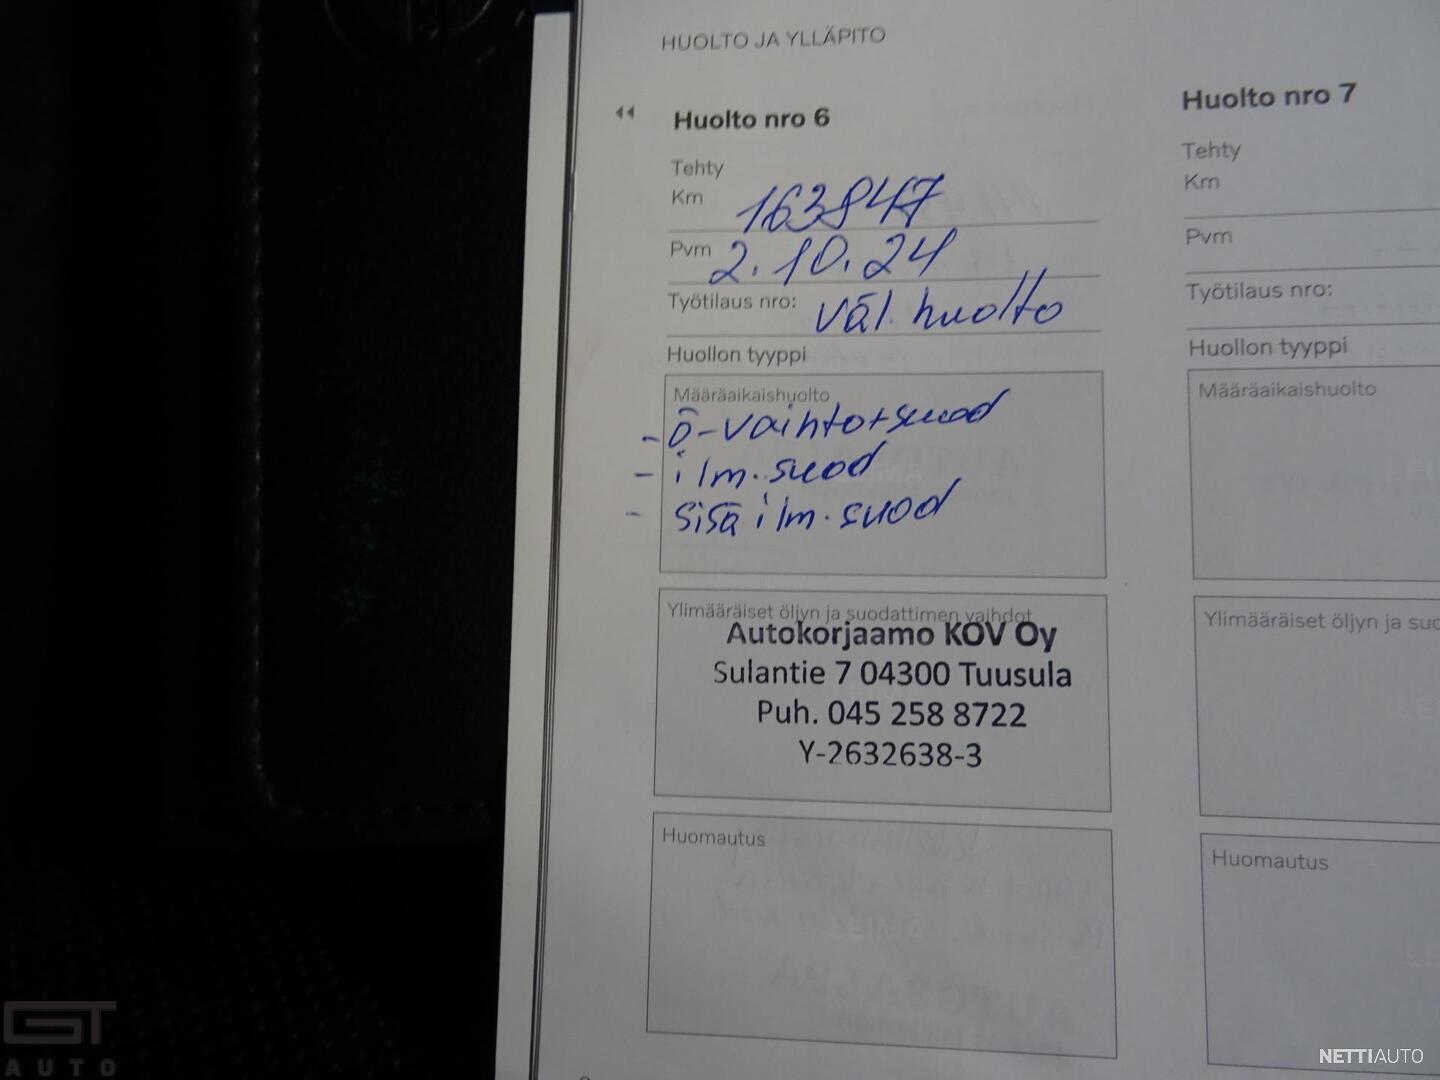 HUOLTO JA YLLÄPITO
Huolto nro 6
Tehty
Km 163847
Pvm 2.10.24
Työtilaus nro: väl. huolto
Huollon tyyppi
Määräaikaishuolto
- ö-vaihto+suod
- ilm.suod
- sisä ilm.suod
Ylimääräiset öljyn ja suodattimen vaihdot
Autokorjaamo KOV Oy
Sulantie 7 04300 Tuusula
Puh. 045 258 8722
Y-2632638-3
Huomautus
Huolto nro 7
Tehty
Km
Pvm
Työtilaus nro:
Huollon tyyppi
Määräaikaishuolto
Ylimääräiset öljyn ja suo
Huomautus
GT
AUTO
NETTIAUTO